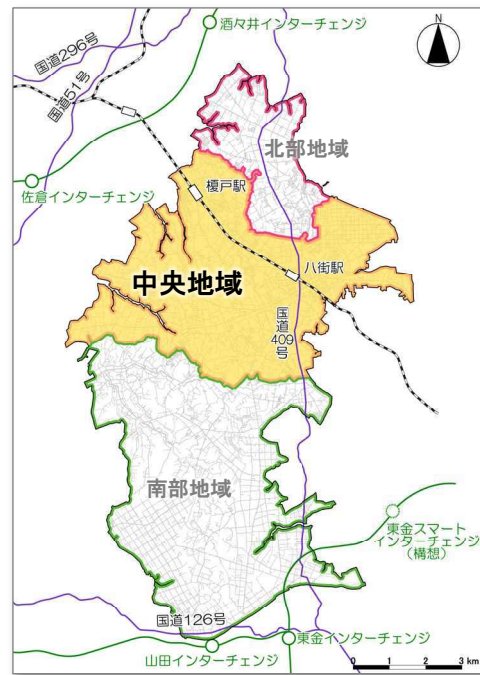 酒々井インターチェンジ
N
国道296号
国道51号
北部地域
榎戸駅
佐倉インターチェンジ
八街駅
中央地域
国道409号
南部地域
東金スマート
インターチェンジ
(構想)
国道126号
東金インターチェンジ
山田インターチェンジ
0 1 2 3 km